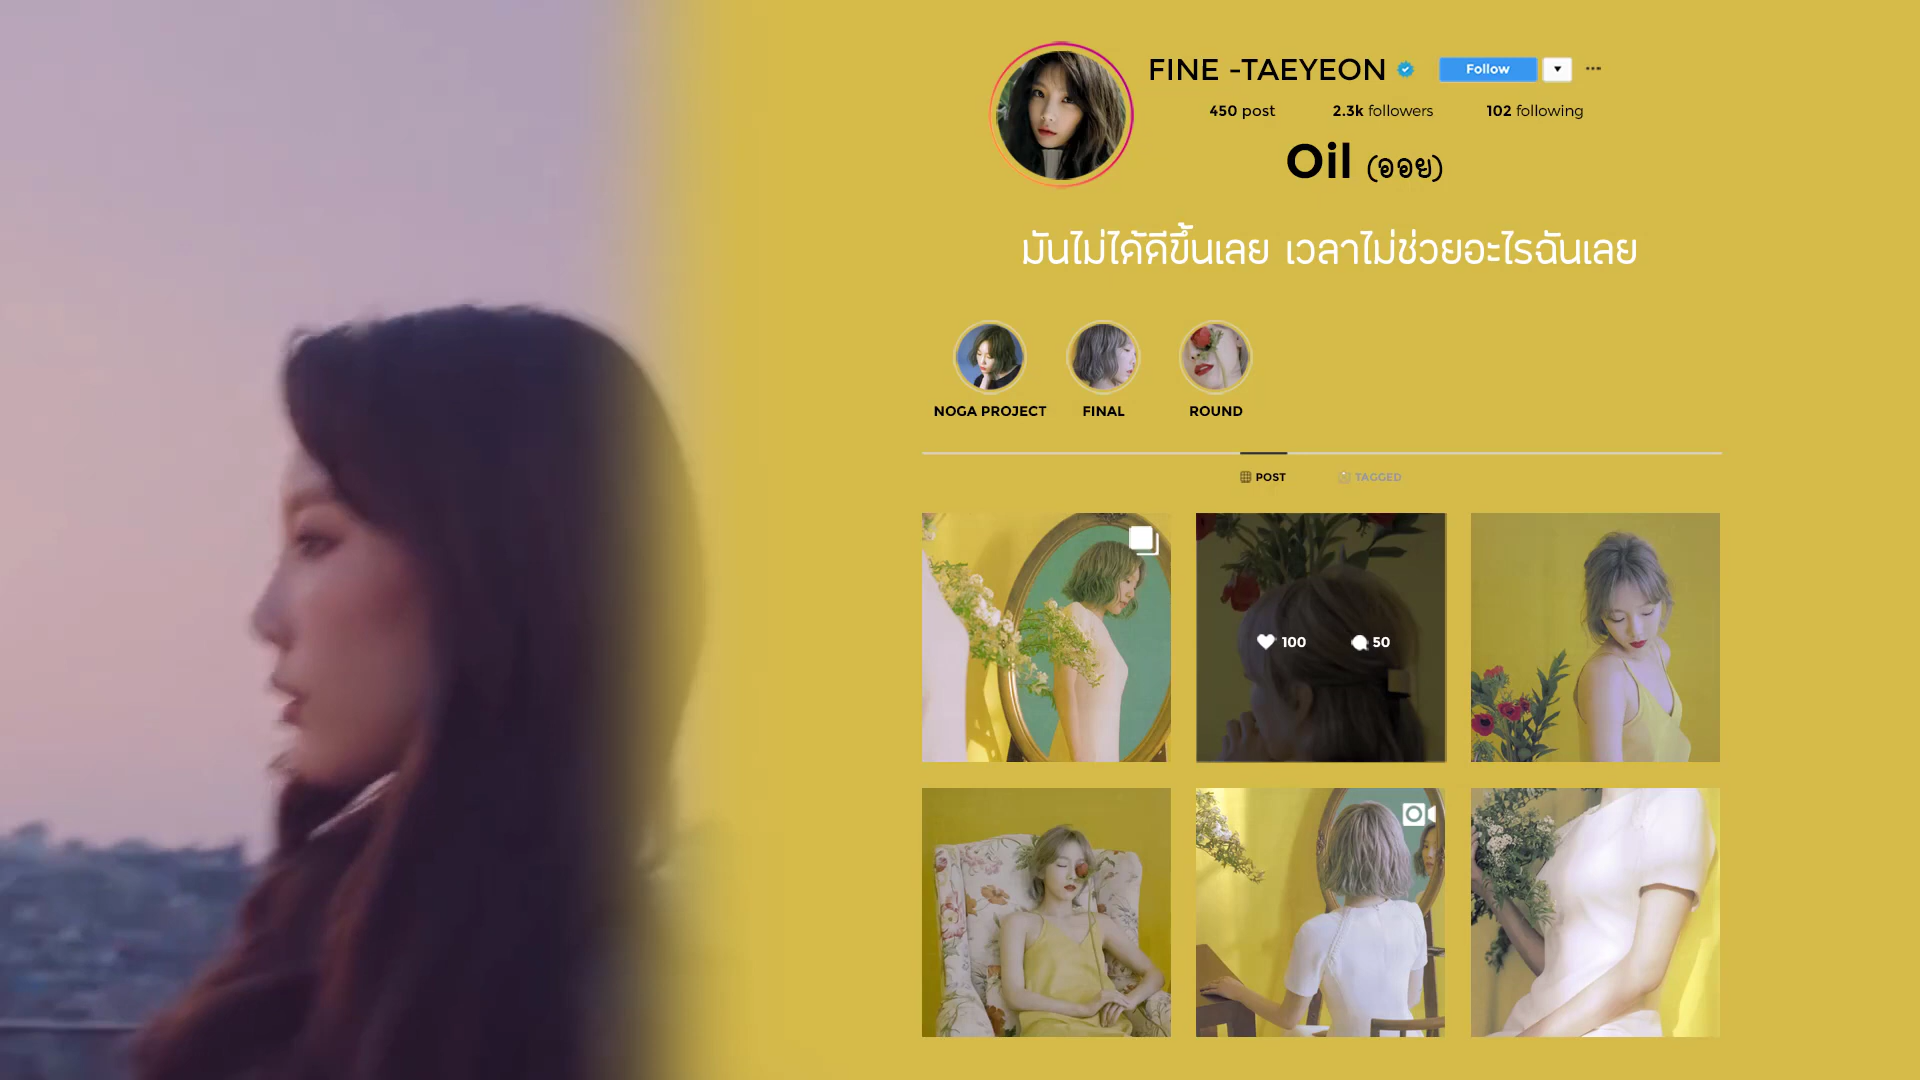 FINE -TAEYEON Follow
450 post 2.3k followers 102 following
Oil (ออย)
มันไม่ได้ดีขึ้นเลย เวลาไม่ช่วยอะไรฉันเลย
NOGA PROJECT FINAL ROUND
POST TAGGED
100 50